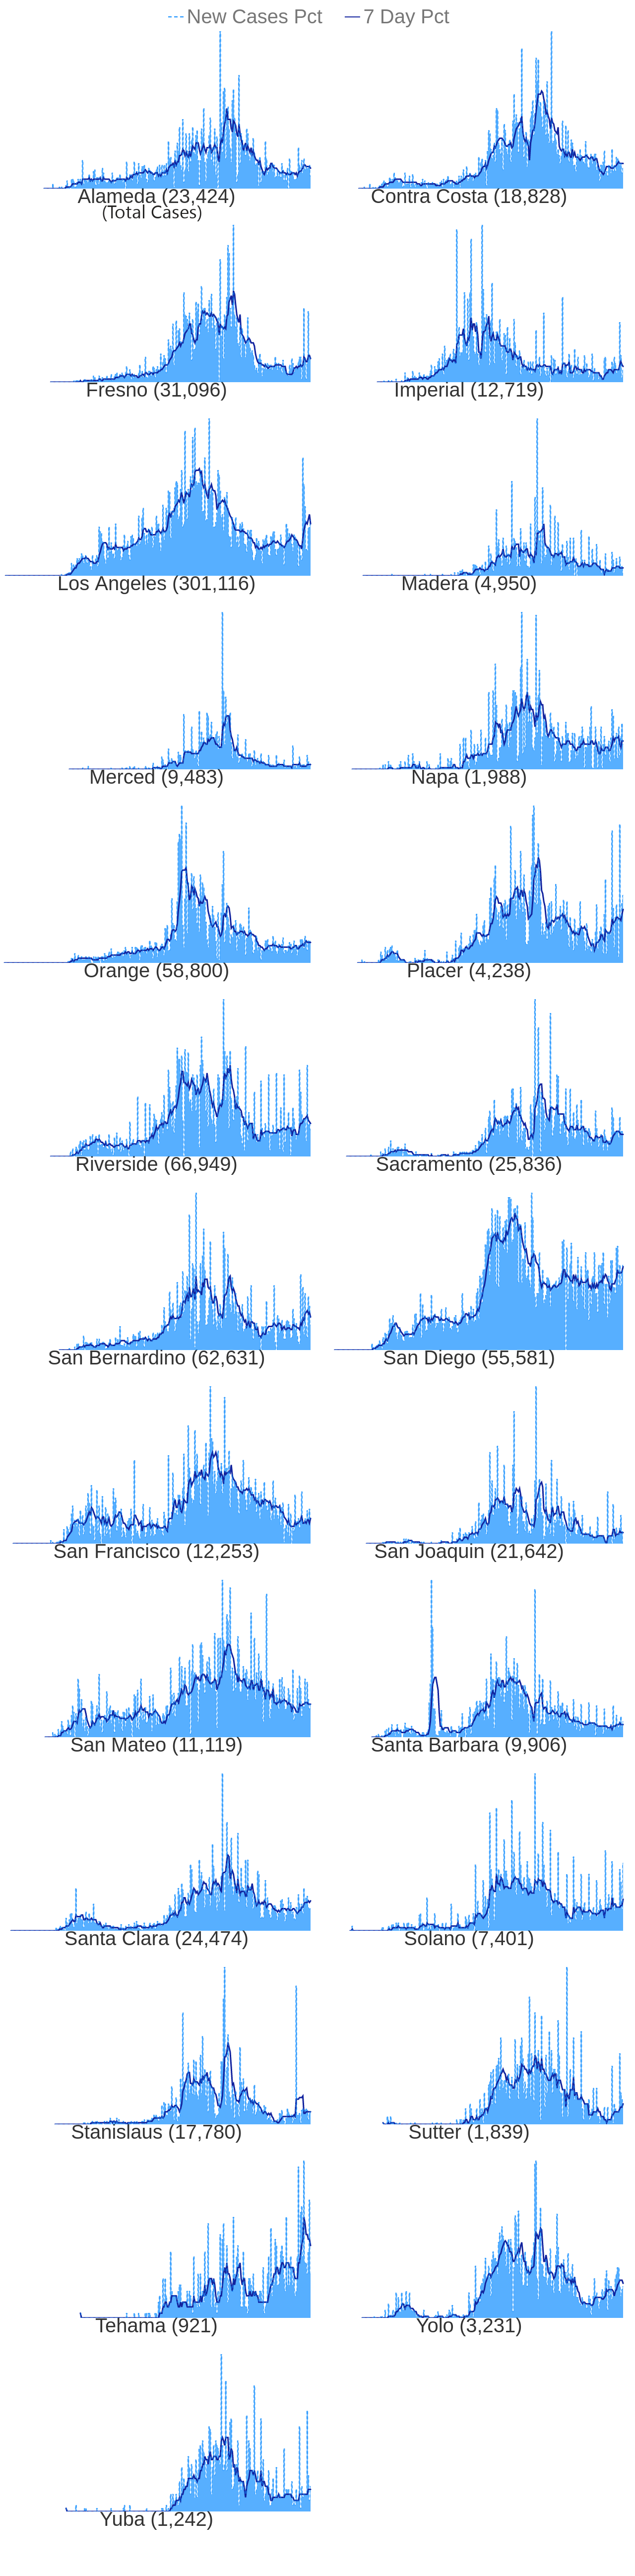 New Cases Pct 7 Day Pct
Alameda (23,424) Contra Costa (18,828)
(Total Cases)
Fresno (31,096) Imperial (12,719)
Los Angeles (301,116) Madera (4,950)
Merced (9,483) Napa (1,988)
Orange (58,800) Placer (4,238)
Riverside (66,949) Sacramento (25,836)
San Bernardino (62,631) San Diego (55,581)
San Francisco (12,253) San Joaquin (21,642)
San Mateo (11,119) Santa Barbara (9,906)
Santa Clara (24,474) Solano (7,401)
Stanislaus (17,780) Sutter (1,839)
Tehama (921) Yolo (3,231)
Yuba (1,242)